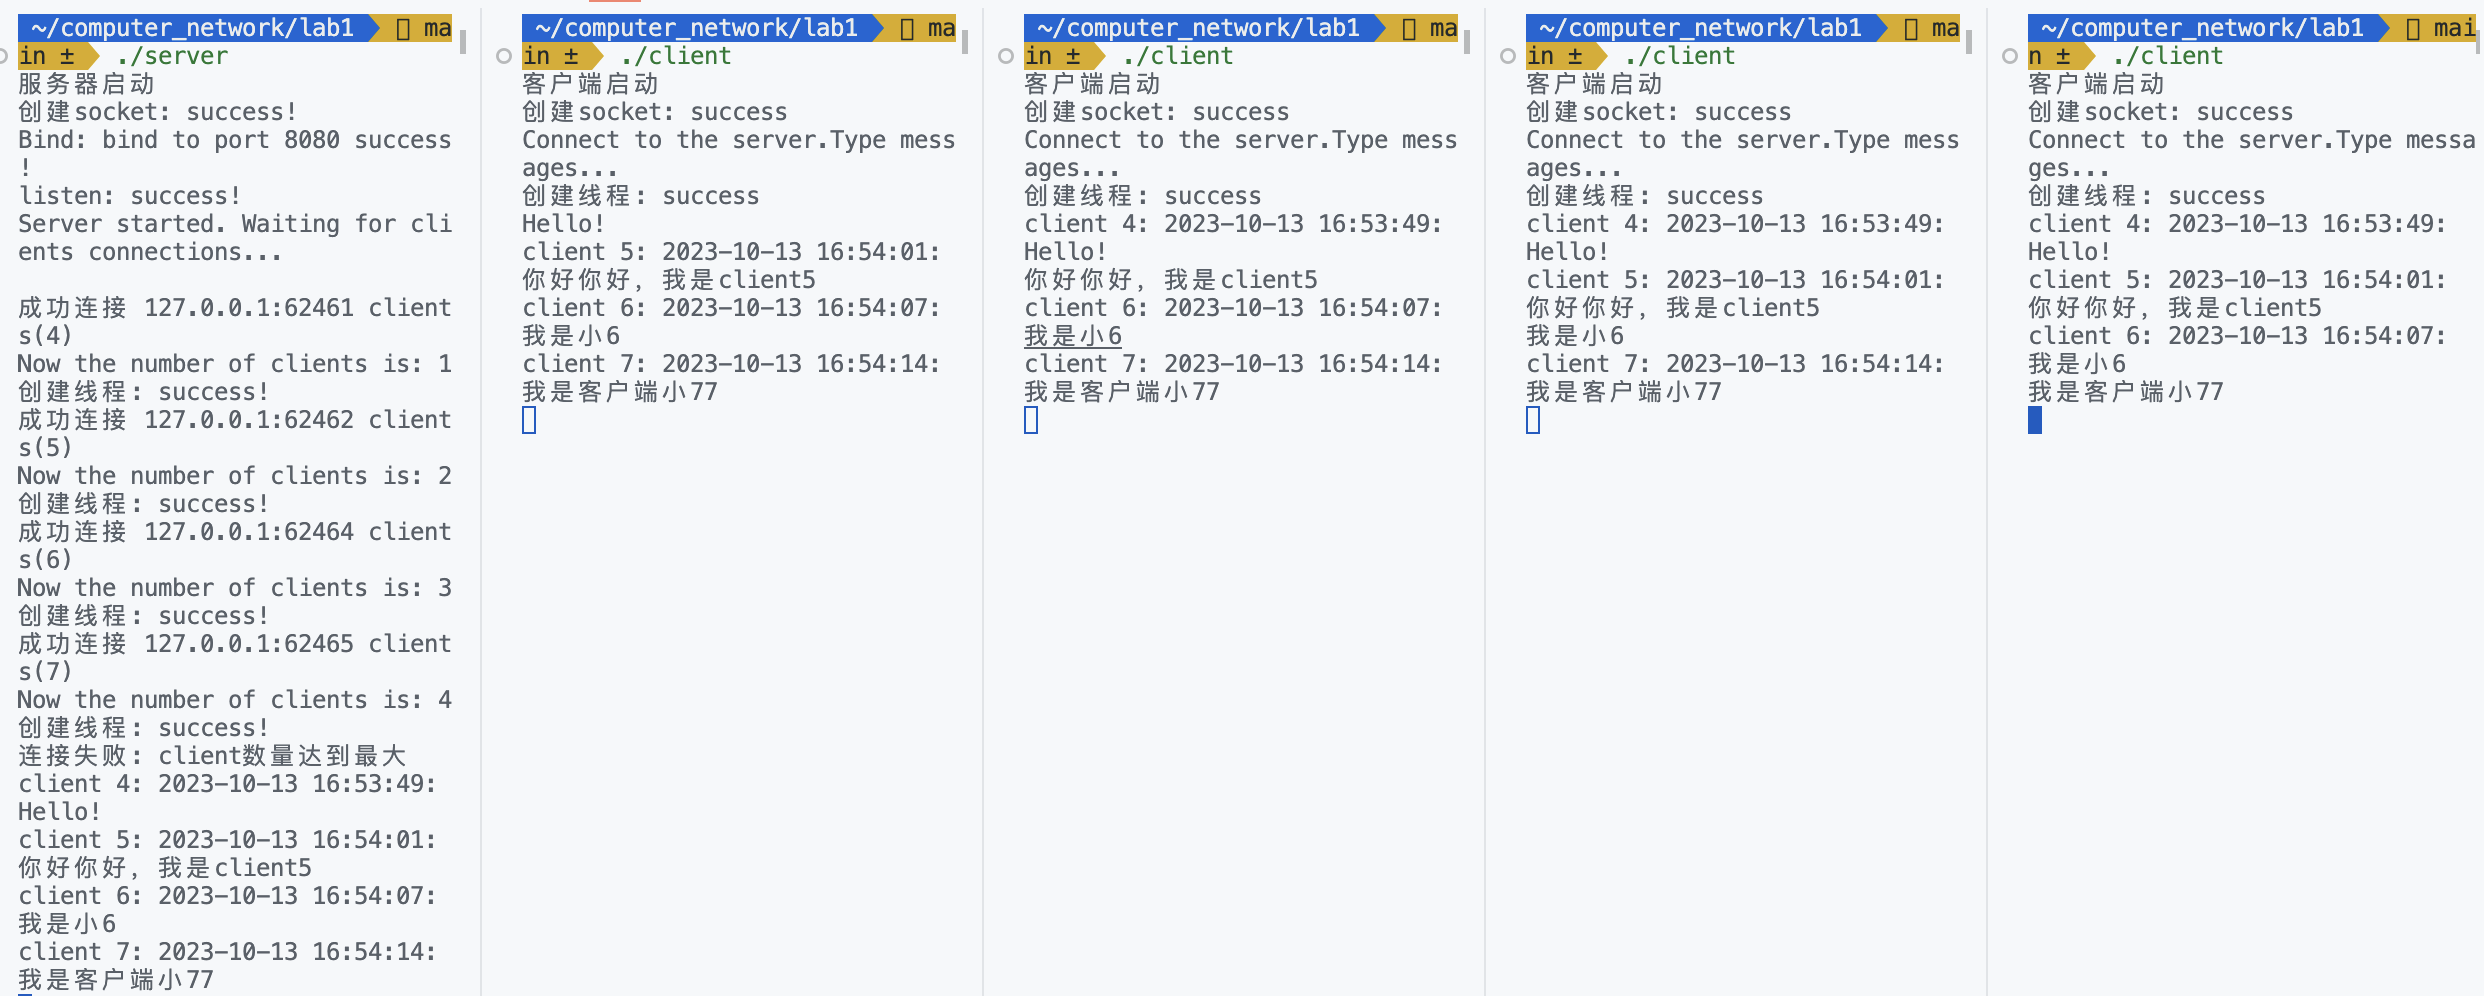 ~/computer_network/lab1 ma
in ± ./server
服务器启动
创建socket: success!
Bind: bind to port 8080 success
!
listen: success!
Server started. Waiting for cli
ents connections...
成功连接 127.0.0.1:62461 client
s(4)
Now the number of clients is: 1
创建线程: success!
成功连接 127.0.0.1:62462 client
s(5)
Now the number of clients is: 2
创建线程: success!
成功连接 127.0.0.1:62464 client
s(6)
Now the number of clients is: 3
创建线程: success!
成功连接 127.0.0.1:62465 client
s(7)
Now the number of clients is: 4
创建线程: success!
连接失败: client数量达到最大
client 4: 2023-10-13 16:53:49:
Hello!
client 5: 2023-10-13 16:54:01:
你好你好, 我是client5
client 6: 2023-10-13 16:54:07:
我是小6
client 7: 2023-10-13 16:54:14:
我是客户端小77
~/computer_network/lab1 ma
in ± ./client
客户端启动
创建socket: success
Connect to the server.Type mess
ages...
创建线程: success
Hello!
client 5: 2023-10-13 16:54:01:
你好你好, 我是client5
client 6: 2023-10-13 16:54:07:
我是小6
client 7: 2023-10-13 16:54:14:
我是客户端小77
~/computer_network/lab1 ma
in ± ./client
客户端启动
创建socket: success
Connect to the server.Type mess
ages...
创建线程: success
client 4: 2023-10-13 16:53:49:
Hello!
你好你好, 我是client5
client 6: 2023-10-13 16:54:07:
我是小6
client 7: 2023-10-13 16:54:14:
我是客户端小77
~/computer_network/lab1 ma
in ± ./client
客户端启动
创建socket: success
Connect to the server.Type mess
ages...
创建线程: success
client 4: 2023-10-13 16:53:49:
Hello!
client 5: 2023-10-13 16:54:01:
你好你好, 我是client5
我是小6
client 7: 2023-10-13 16:54:14:
我是客户端小77
~/computer_network/lab1 mai
n ± ./client
客户端启动
创建socket: success
Connect to the server.Type messa
ges...
创建线程: success
client 4: 2023-10-13 16:53:49:
Hello!
client 5: 2023-10-13 16:54:01:
你好你好, 我是client5
client 6: 2023-10-13 16:54:07:
我是小6
我是客户端小77